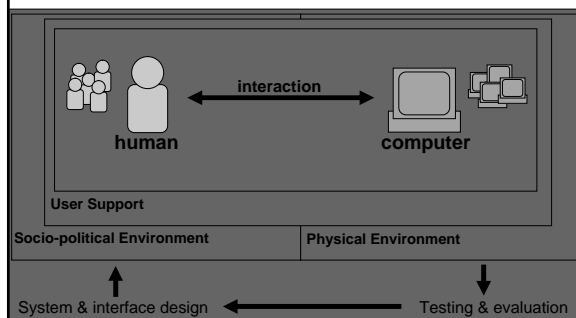 interaction
human computer
User Support
Socio-political Environment Physical Environment
System & interface design Testing & evaluation